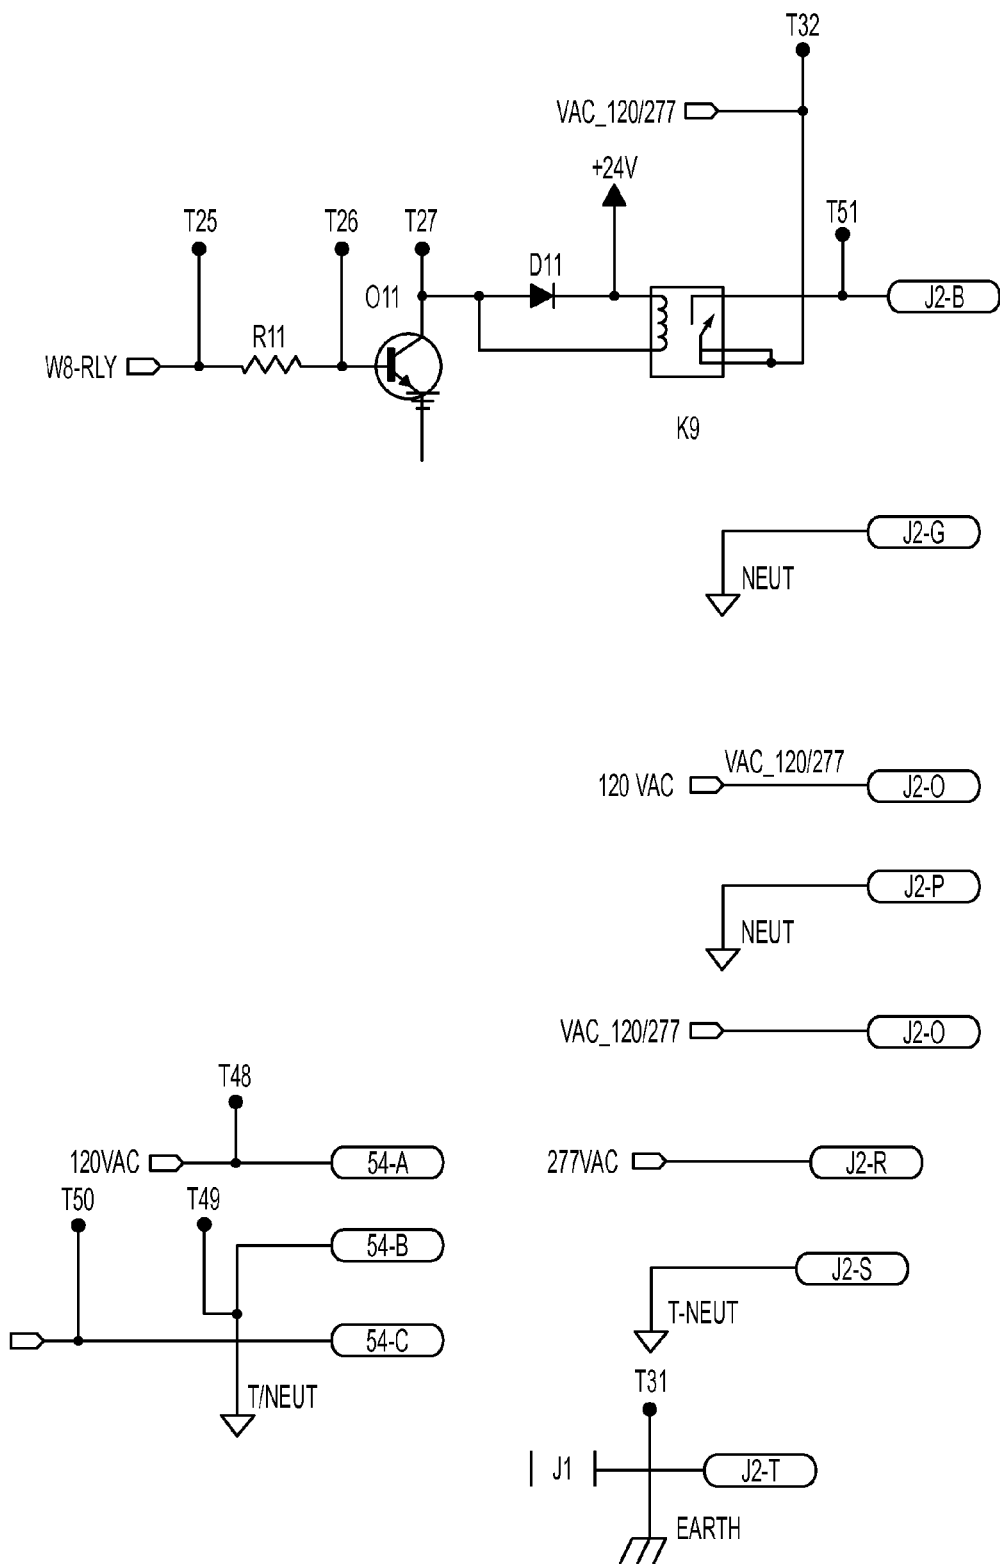 T32
VAC_120/277
+24V
T25
T26
T27
T51
D11
O11
J2-B
R11
W8-RLY
K9
J2-G
NEUT
VAC_120/277
120 VAC
J2-O
J2-P
NEUT
VAC_120/277
J2-O
T48
120VAC
54-A
277VAC
J2-R
T50
T49
54-B
J2-S
T-NEUT
54-C
T31
T/NEUT
J1
J2-T
EARTH